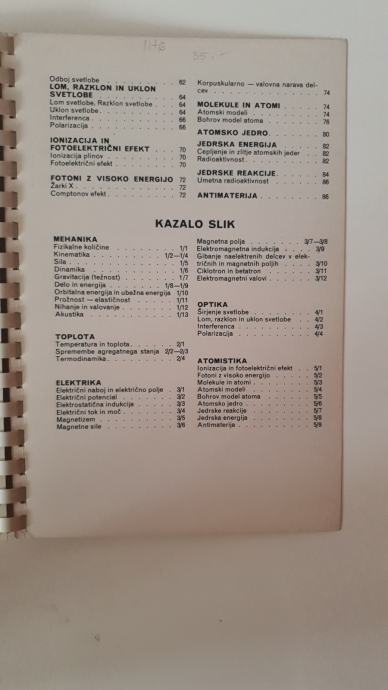 1176
35.-
Odboj svetlobe 62
LOM, RAZKLON IN UKLON
SVETLOBE 64
Lom svetlobe, Razklon svetlobe 64
Uklon svetlobe 64
Interferenca 66
Polarizacija 66
IONIZACIJA IN
FOTOELEKTRIČNI EFEKT 70
Ionizacija plinov 70
Fotoelektrični efekt 70
FOTONI Z VISOKO ENERGIJO 72
Žarki X 72
Comptonov efekt 72
Korpuskularno — valovna narava del-
cev 74
MOLEKULE IN ATOMI 74
Atomski modeli 74
Bohrov model atoma 76
ATOMSKO JEDRO 80
JEDRSKA ENERGIJA 82
Cepljenje in zlitje atomskih jeder 82
Radioaktivnost 82
JEDRSKE REAKCIJE 84
Umetna radioaktivnost 86
ANTIMATERIJA 86
KAZALO SLIK
MEHANIKA
Fizikalne količine 1/1
Kinematika 1/2—1/4
Sila 1/5
Dinamika 1/6
Gravitacija (težnost) 1/7
Delo in energija 1/8—1/9
Orbitalna energija in ubežna energija 1/10
Prožnost — elastičnost 1/11
Nihanje in valovanje 1/12
Akustika 1/13
TOPLOTA
Temperatura in toplota 2/1
Spremembe agregatnega stanja 2/2—2/3
Termodinamika 2/4
ELEKTRIKA
Električni naboj in električno polje 3/1
Električni potencial 3/2
Elektrostatična indukcija 3/3
Električni tok in moč 3/4
Magnetizem 3/5
Magnetne sile 3/6
Magnetna polja 3/7—3/8
Elektromagnetna indukcija 3/9
Gibanje naelektrenih delcev v elek-
tričnih in magnetnih poljih 3/10
Ciklotron in betatron 3/11
Elektromagnetni valovi 3/12
OPTIKA
Širjenje svetlobe 4/1
Lom, razklon in uklon svetlobe 4/2
Interferenca 4/3
Polarizacija 4/4
ATOMISTIKA
Ionizacija in fotoelektrični efekt 5/1
Fotoni z visoko energijo 5/2
Molekule in atomi 5/3
Atomski modeli 5/4
Bohrov model atoma 5/5
Atomsko jedro 5/6
Jedrske reakcije 5/7
Jedrska energija 5/8
Antimaterija 5/9